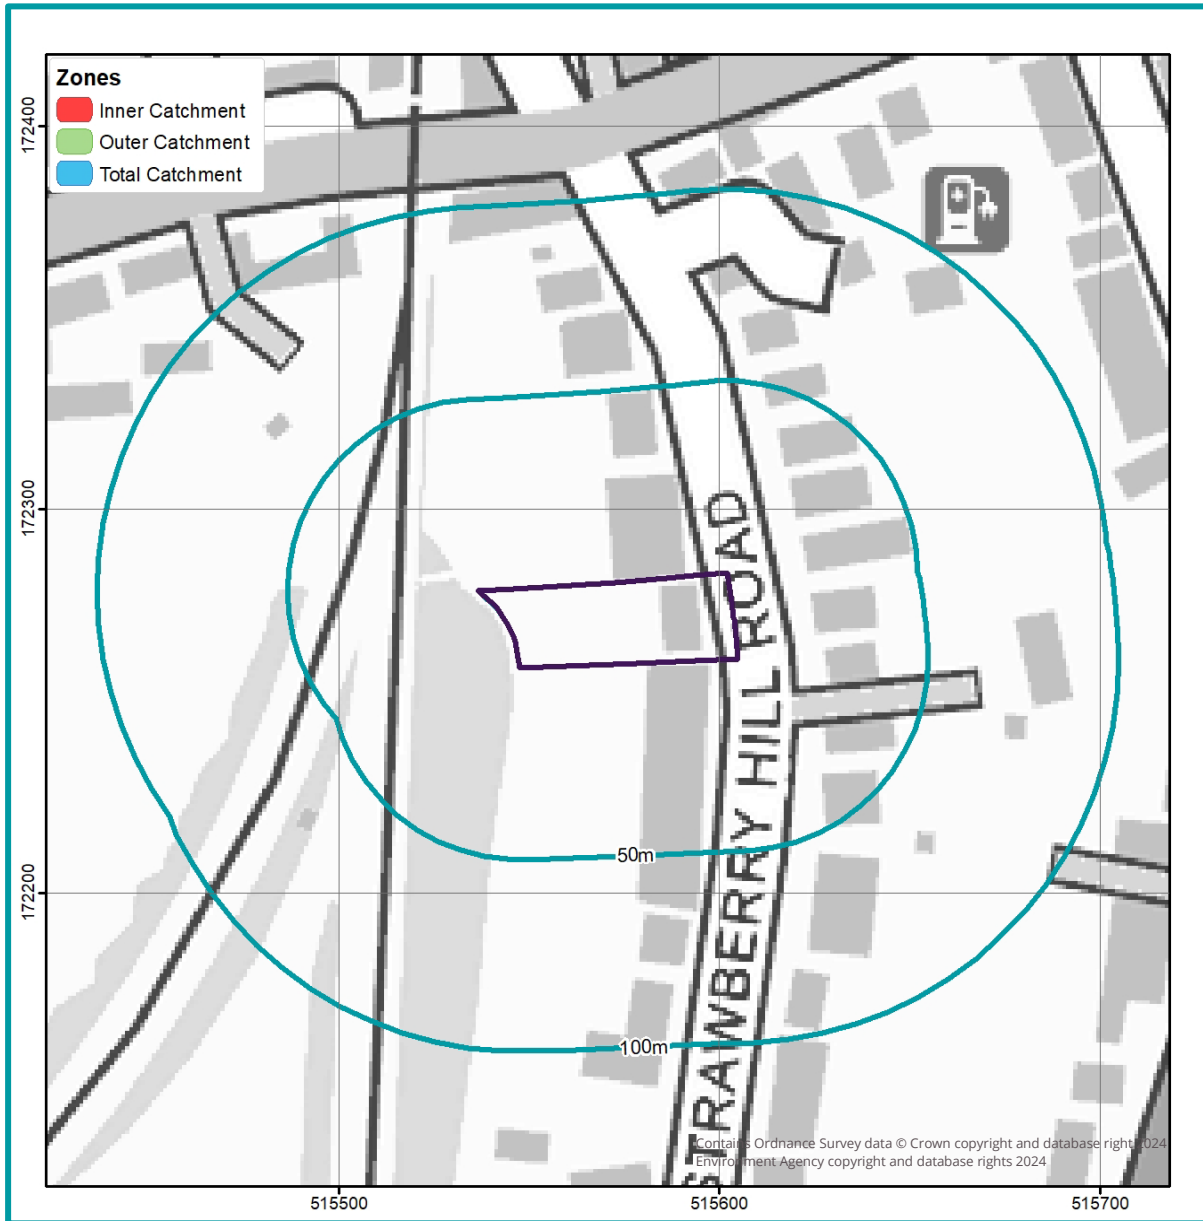 Zones
Inner Catchment
Outer Catchment
Total Catchment
172400
172300
172200
STRAWBERRY HILL ROAD
50m
100m
Contains Ordnance Survey data © Crown copyright and database right 2024
Environment Agency copyright and database rights 2024
515500
515600
515700